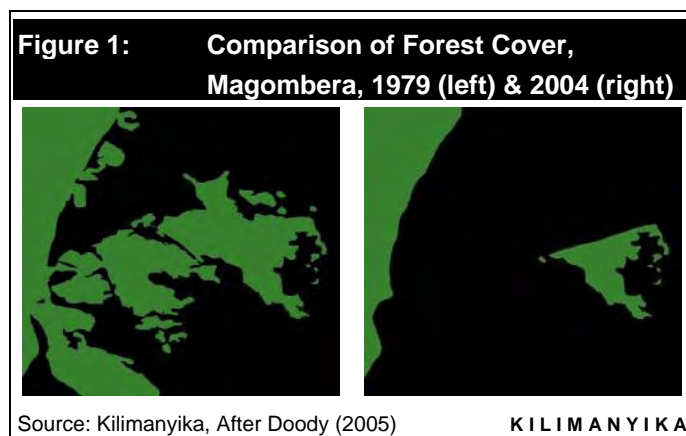 Figure 1: Comparison of Forest Cover,
Magombera, 1979 (left) & 2004 (right)
Source: Kilimanyika, After Doody (2005) KILIMANYIKA